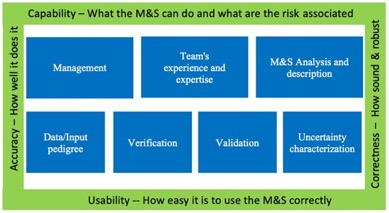 Capability – What the M&S can do and what are the risk associated
Accuracy – How well it does it
Management
Team's
experience and
expertise
M&S Analysis and
description
Data/Input
pedigree
Verification
Validation
Uncertainty
characterization
Correctness – How sound & robust
Usability -- How easy it is to use the M&S correctly